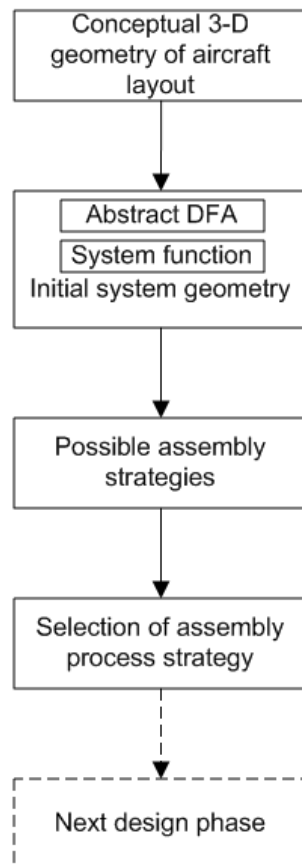 Conceptual 3-D
geometry of aircraft
layout
Abstract DFA
System function
Initial system geometry
Possible assembly
strategies
Selection of assembly
process strategy
Next design phase